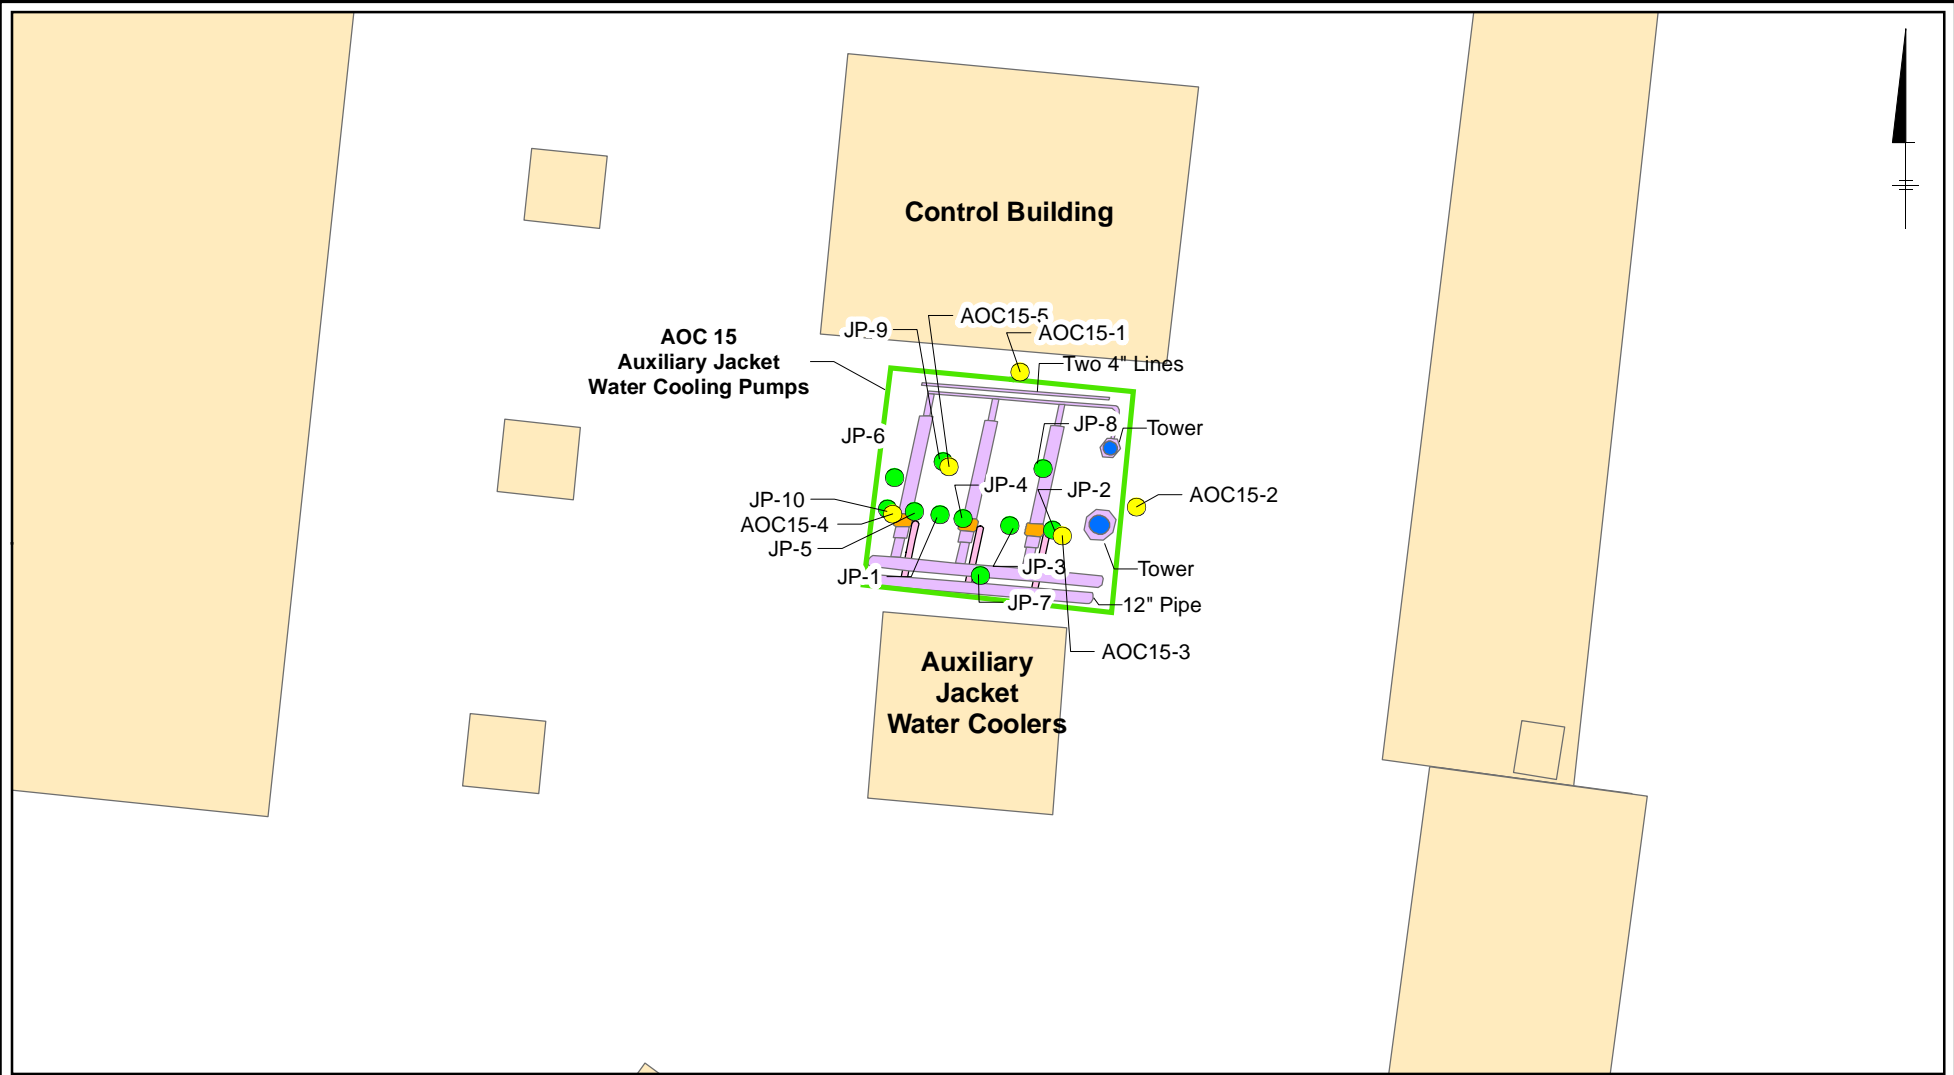 Control Building
AOC15-5
JP-9
AOC15-1
AOC 15
Auxiliary Jacket
Water Cooling Pumps
Two 4" Lines
JP-8
Tower
JP-6
JP-4
JP-2
AOC15-2
JP-10
AOC15-4
JP-5
JP-3
Tower
JP-1
JP-7
12" Pipe
AOC15-3
Auxiliary
Jacket
Water Coolers